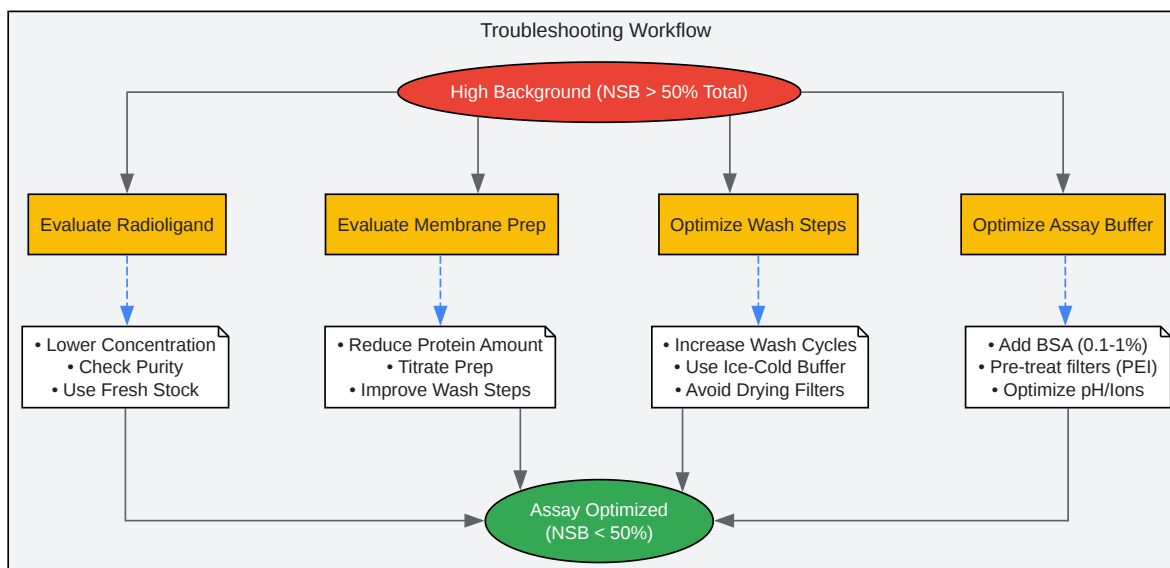 Troubleshooting Workflow
High Background (NSB > 50% Total)
Evaluate Radioligand
Evaluate Membrane Prep
Optimize Wash Steps
Optimize Assay Buffer
• Lower Concentration
• Check Purity
• Use Fresh Stock
• Reduce Protein Amount
• Titrate Prep
• Improve Wash Steps
• Increase Wash Cycles
• Use Ice-Cold Buffer
• Avoid Drying Filters
• Add BSA (0.1-1%)
• Pre-treat filters (PEI)
• Optimize pH/Ions
Assay Optimized
(NSB < 50%)